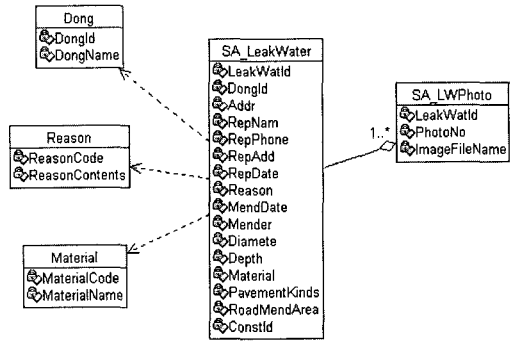 Dong
DongId
DongName
Reason
ReasonCode
ReasonContents
Material
MaterialCode
MaterialName
SA_LeakWater
LeakWatId
DongId
Addr
RepNam
RepPhone
RepAdd
RepDate
Reason
MendDate
Mender
Diamete
Depth
Material
PavementKinds
RoadMendArea
ConstId
1..*
SA_LWPhoto
LeakWatId
PhotoNo
ImageFileName